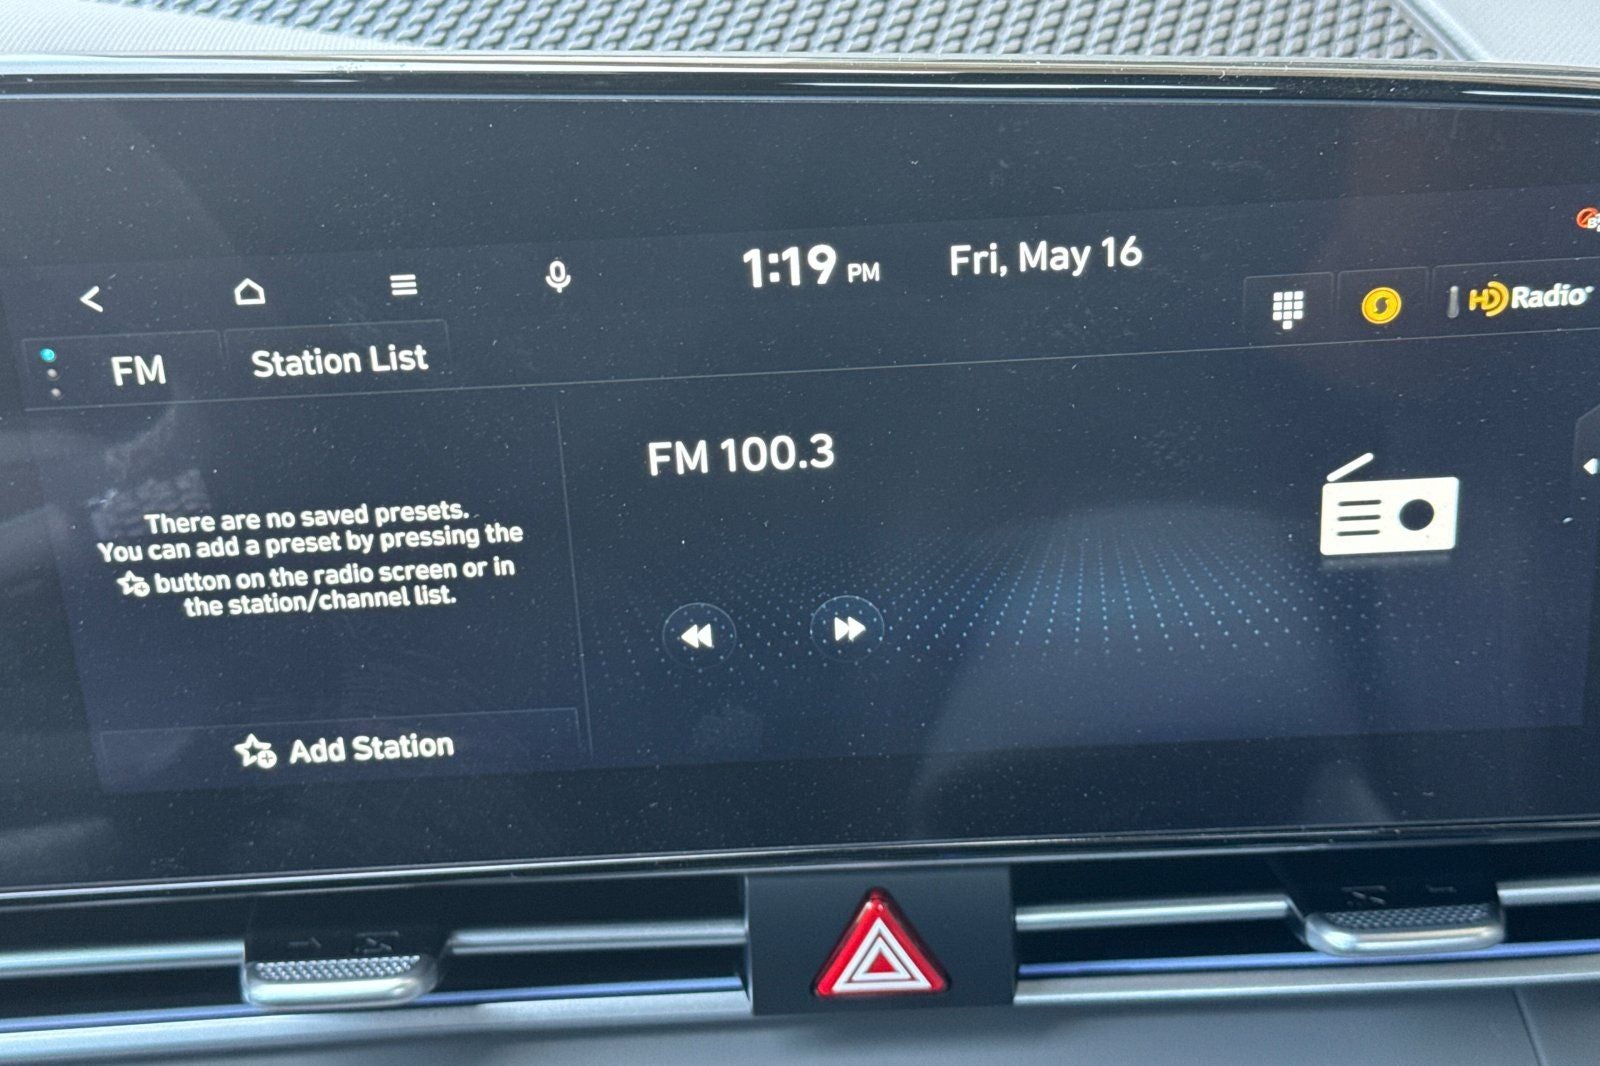 1:19 PM Fri, May 16
HD Radio
FM Station List
FM 100.3
There are no saved presets.
You can add a preset by pressing the
button on the radio screen or in
the station/channel list.
Add Station